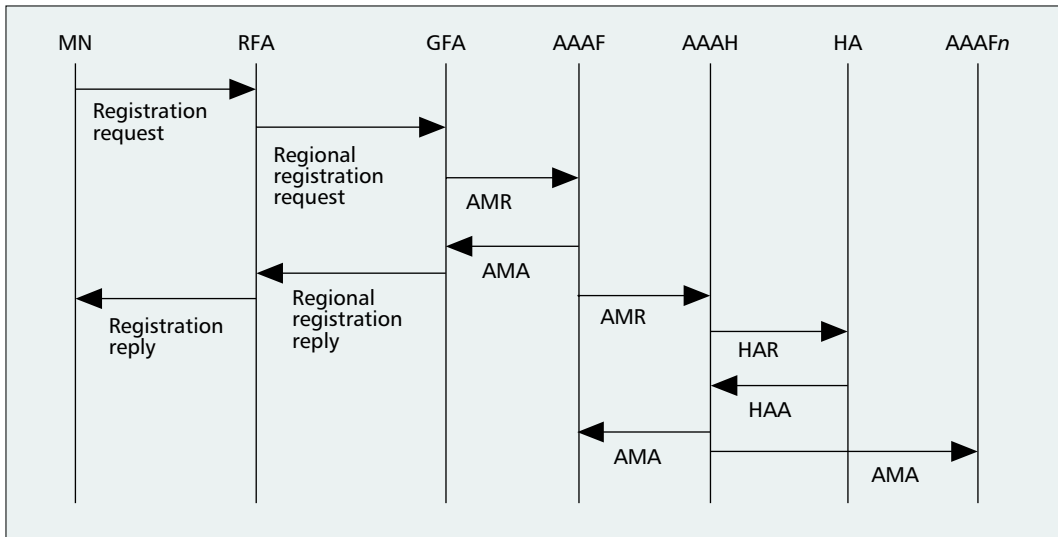 MN RFA GFA AAAF AAAH HA AAAFn
Registration
request
Regional
registration
request
AMR
AMA
Regional
registration
reply
Registration
reply
AMR
HAR
HAA
AMA
AMA